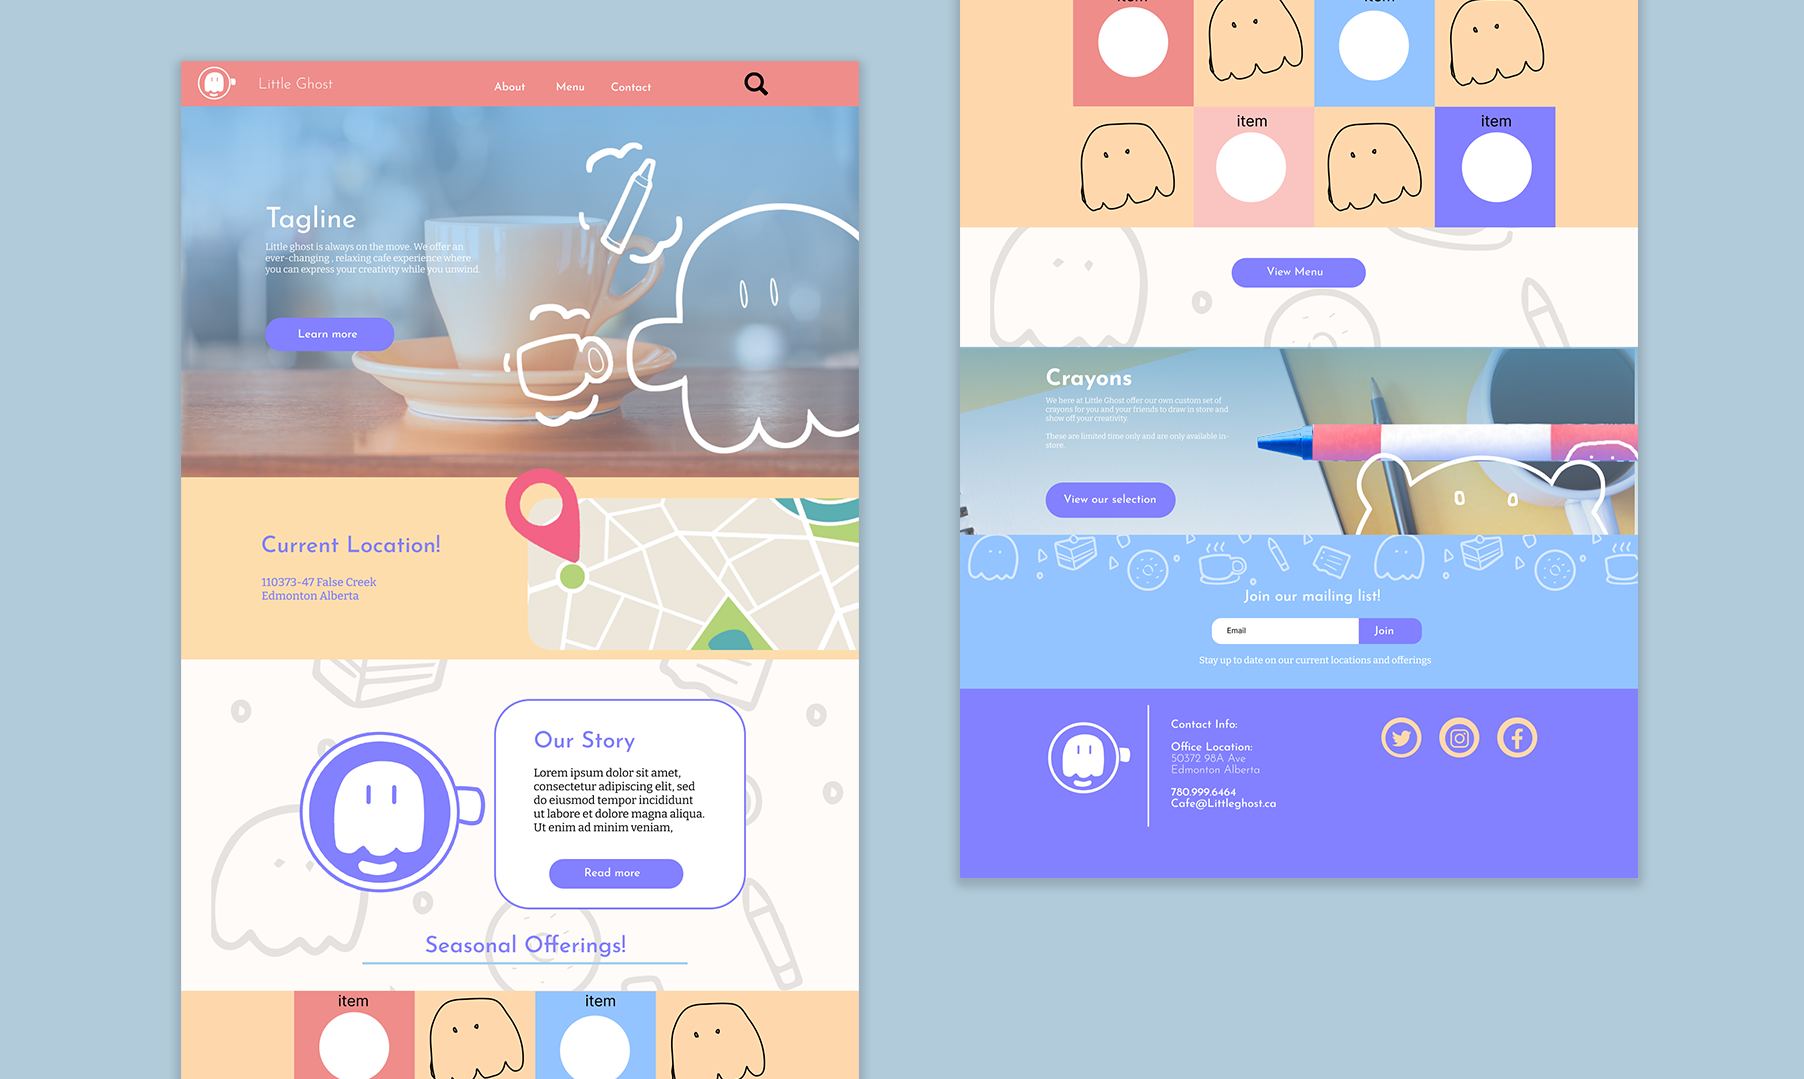 Little Ghost
About
Menu
Contact
Tagline
Little ghost is always on the move. We offer an
ever-changing , relaxing cafe experience where
you can express your creativity while you unwind.
Learn more
Current Location!
110373-47 False Creek
Edmonton Alberta
Our Story
Lorem ipsum dolor sit amet,
consectetur adipiscing elit, sed
do eiusmod tempor incididunt
ut labore et dolore magna aliqua.
Ut enim ad minim veniam,
Read more
Seasonal Offerings!
item
item
item
item
item
item
View Menu
Crayons
We here at Little Ghost offer our own custom set of
crayons for you and your friends to draw in store and
show off your creativity.
These are limited time only and are only available in-
store.
View our selection
Join our mailing list!
Email
Join
Stay up to date on our current locations and offerings
Contact Info:
Office Location:
50372 98A Ave
Edmonton Alberta
780.999.6464
Cafe@Littleghost.ca